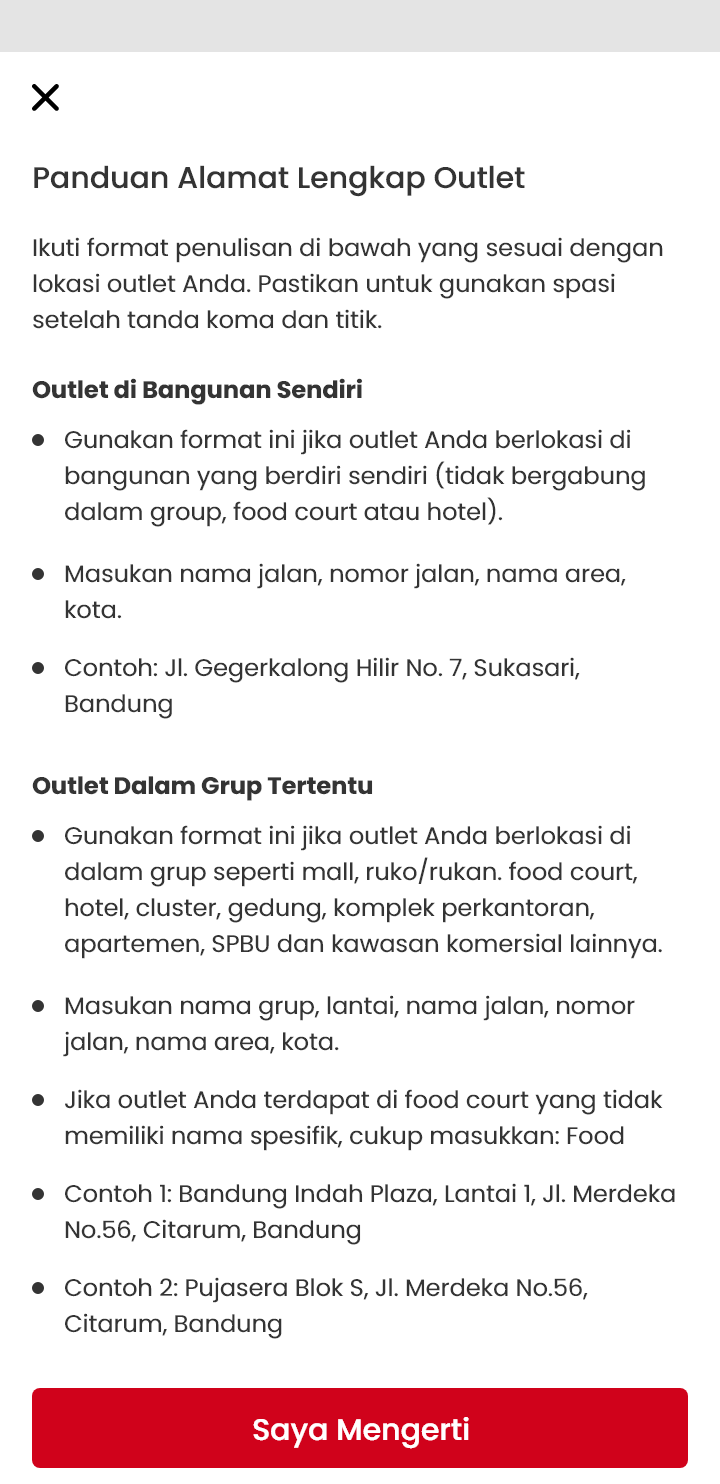 Panduan Alamat Lengkap Outlet
Ikuti format penulisan di bawah yang sesuai dengan
lokasi outlet Anda. Pastikan untuk gunakan spasi
setelah tanda koma dan titik.
Outlet di Bangunan Sendiri
● Gunakan format ini jika outlet Anda berlokasi di
bangunan yang berdiri sendiri (tidak bergabung
dalam group, food court atau hotel).
● Masukan nama jalan, nomor jalan, nama area,
kota.
● Contoh: Jl. Gegerkalong Hilir No. 7, Sukasari,
Bandung
Outlet Dalam Grup Tertentu
● Gunakan format ini jika outlet Anda berlokasi di
dalam grup seperti mall, ruko/rukan. food court,
hotel, cluster, gedung, komplek perkantoran,
apartemen, SPBU dan kawasan komersial lainnya.
● Masukan nama grup, lantai, nama jalan, nomor
jalan, nama area, kota.
● Jika outlet Anda terdapat di food court yang tidak
memiliki nama spesifik, cukup masukkan: Food
● Contoh 1: Bandung Indah Plaza, Lantai 1, Jl. Merdeka
No.56, Citarum, Bandung
● Contoh 2: Pujasera Blok S, Jl. Merdeka No.56,
Citarum, Bandung
Saya Mengerti